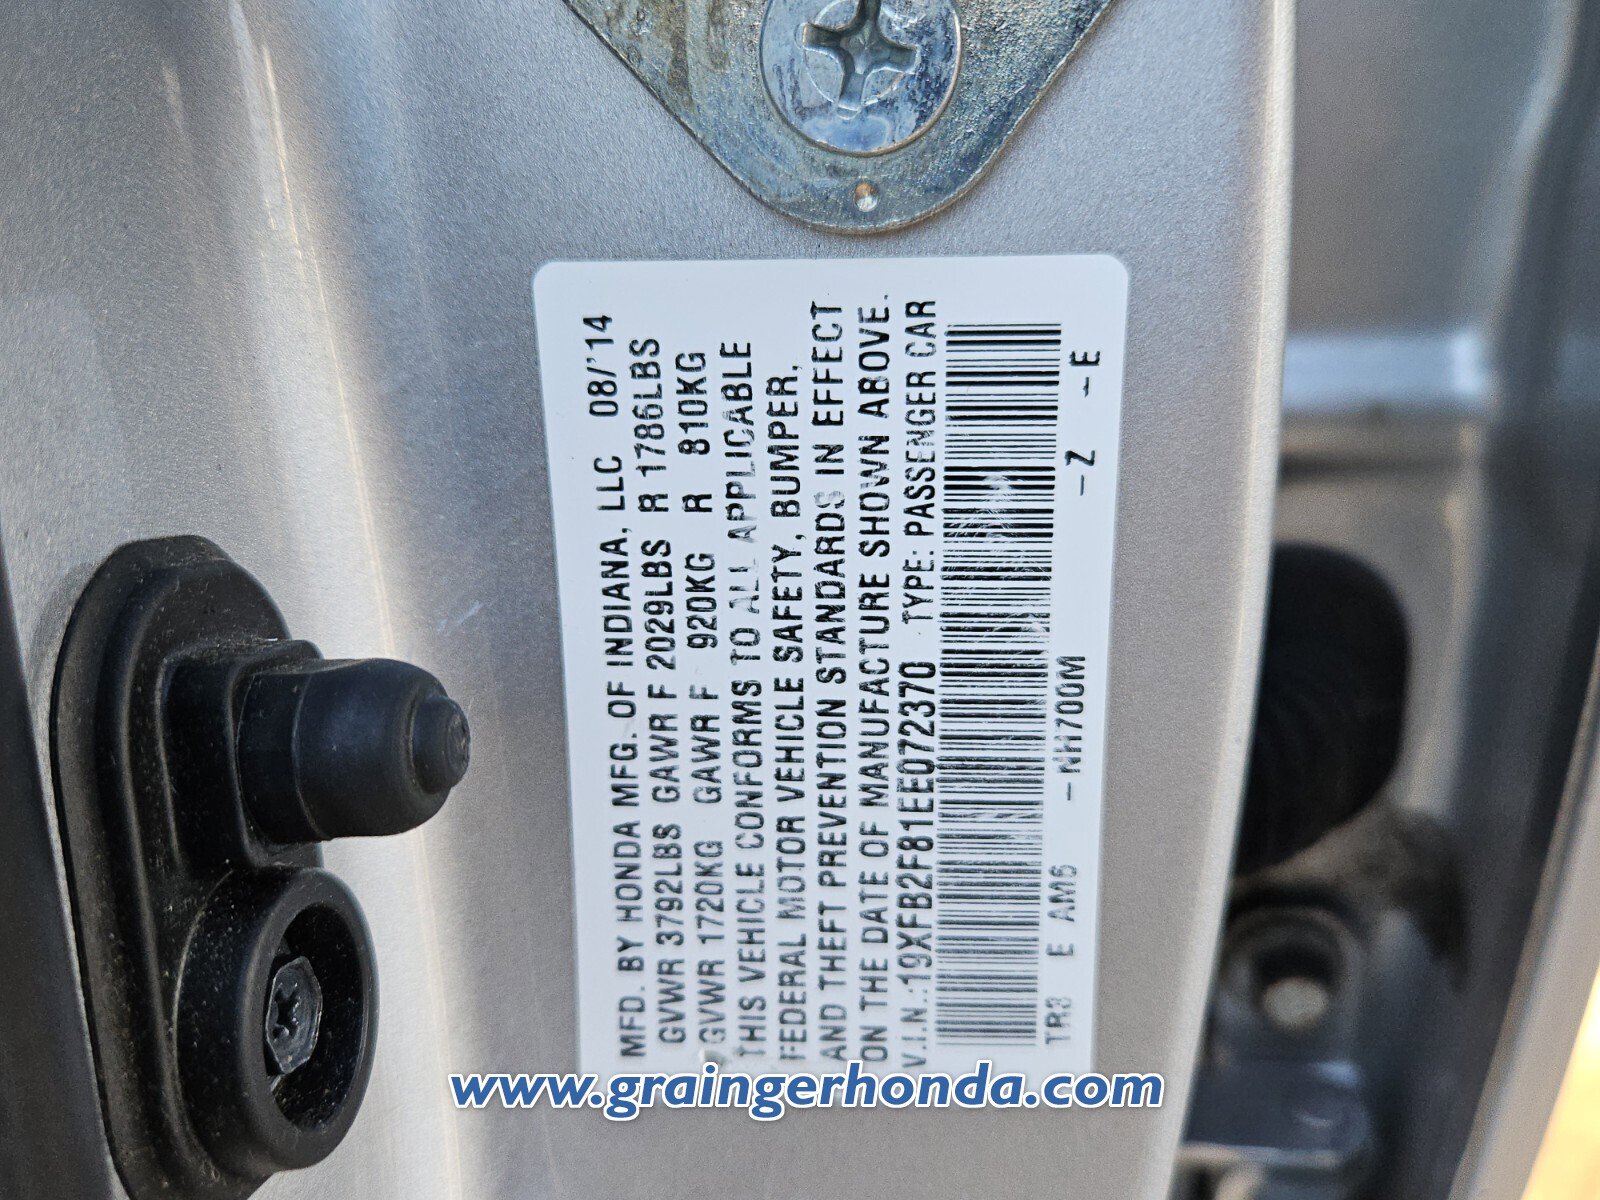 MFD. BY HONDA MFG. OF INDIANA, LLC 08/'14
GVWR 3792LBS GAWR F 2029LBS R 1786LBS
GVWR 1720KG GAWR F 920KG R 810KG
THIS VEHICLE CONFORMS TO ALL APPLICABLE
FEDERAL MOTOR VEHICLE SAFETY, BUMPER,
AND THEFT PREVENTION STANDARDS IN EFFECT
ON THE DATE OF MANUFACTURE SHOWN ABOVE.
V.I.N.:19XFB2F81EE072370 TYPE: PASSENGER CAR
TR8 E AM6 -NH700M -Z -E
www.graingerhonda.com